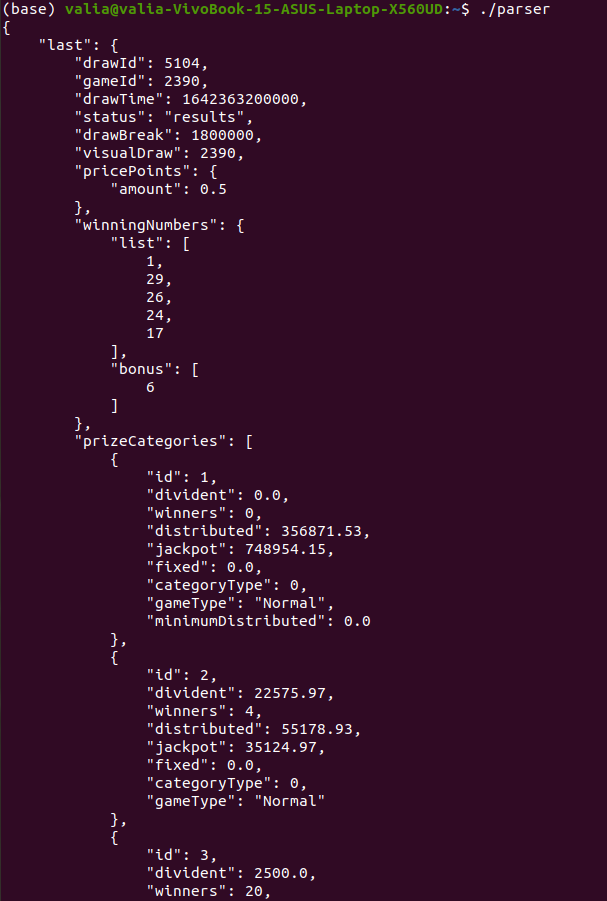 (base) valia@valia-VivoBook-15-ASUS-Laptop-X560UD:~$ ./parser
{
    "last": {
        "drawId": 5104,
        "gameId": 2390,
        "drawTime": 1642363200000,
        "status": "results",
        "drawBreak": 1800000,
        "visualDraw": 2390,
        "pricePoints": {
            "amount": 0.5
        },
        "winningNumbers": {
            "list": [
                1,
                29,
                26,
                24,
                17
            ],
            "bonus": [
                6
            ]
        },
        "prizeCategories": [
            {
                "id": 1,
                "divident": 0.0,
                "winners": 0,
                "distributed": 356871.53,
                "jackpot": 748954.15,
                "fixed": 0.0,
                "categoryType": 0,
                "gameType": "Normal",
                "minimumDistributed": 0.0
            },
            {
                "id": 2,
                "divident": 22575.97,
                "winners": 4,
                "distributed": 55178.93,
                "jackpot": 35124.97,
                "fixed": 0.0,
                "categoryType": 0,
                "gameType": "Normal"
            },
            {
                "id": 3,
                "divident": 2500.0,
                "winners": 20,